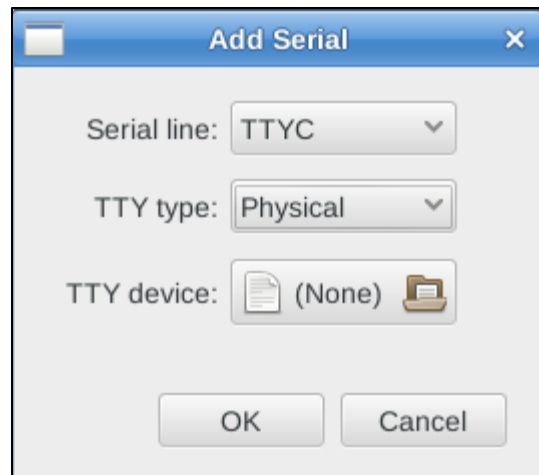 Add Serial
Serial line: TTYC
TTY type: Physical
TTY device: (None)
OK Cancel